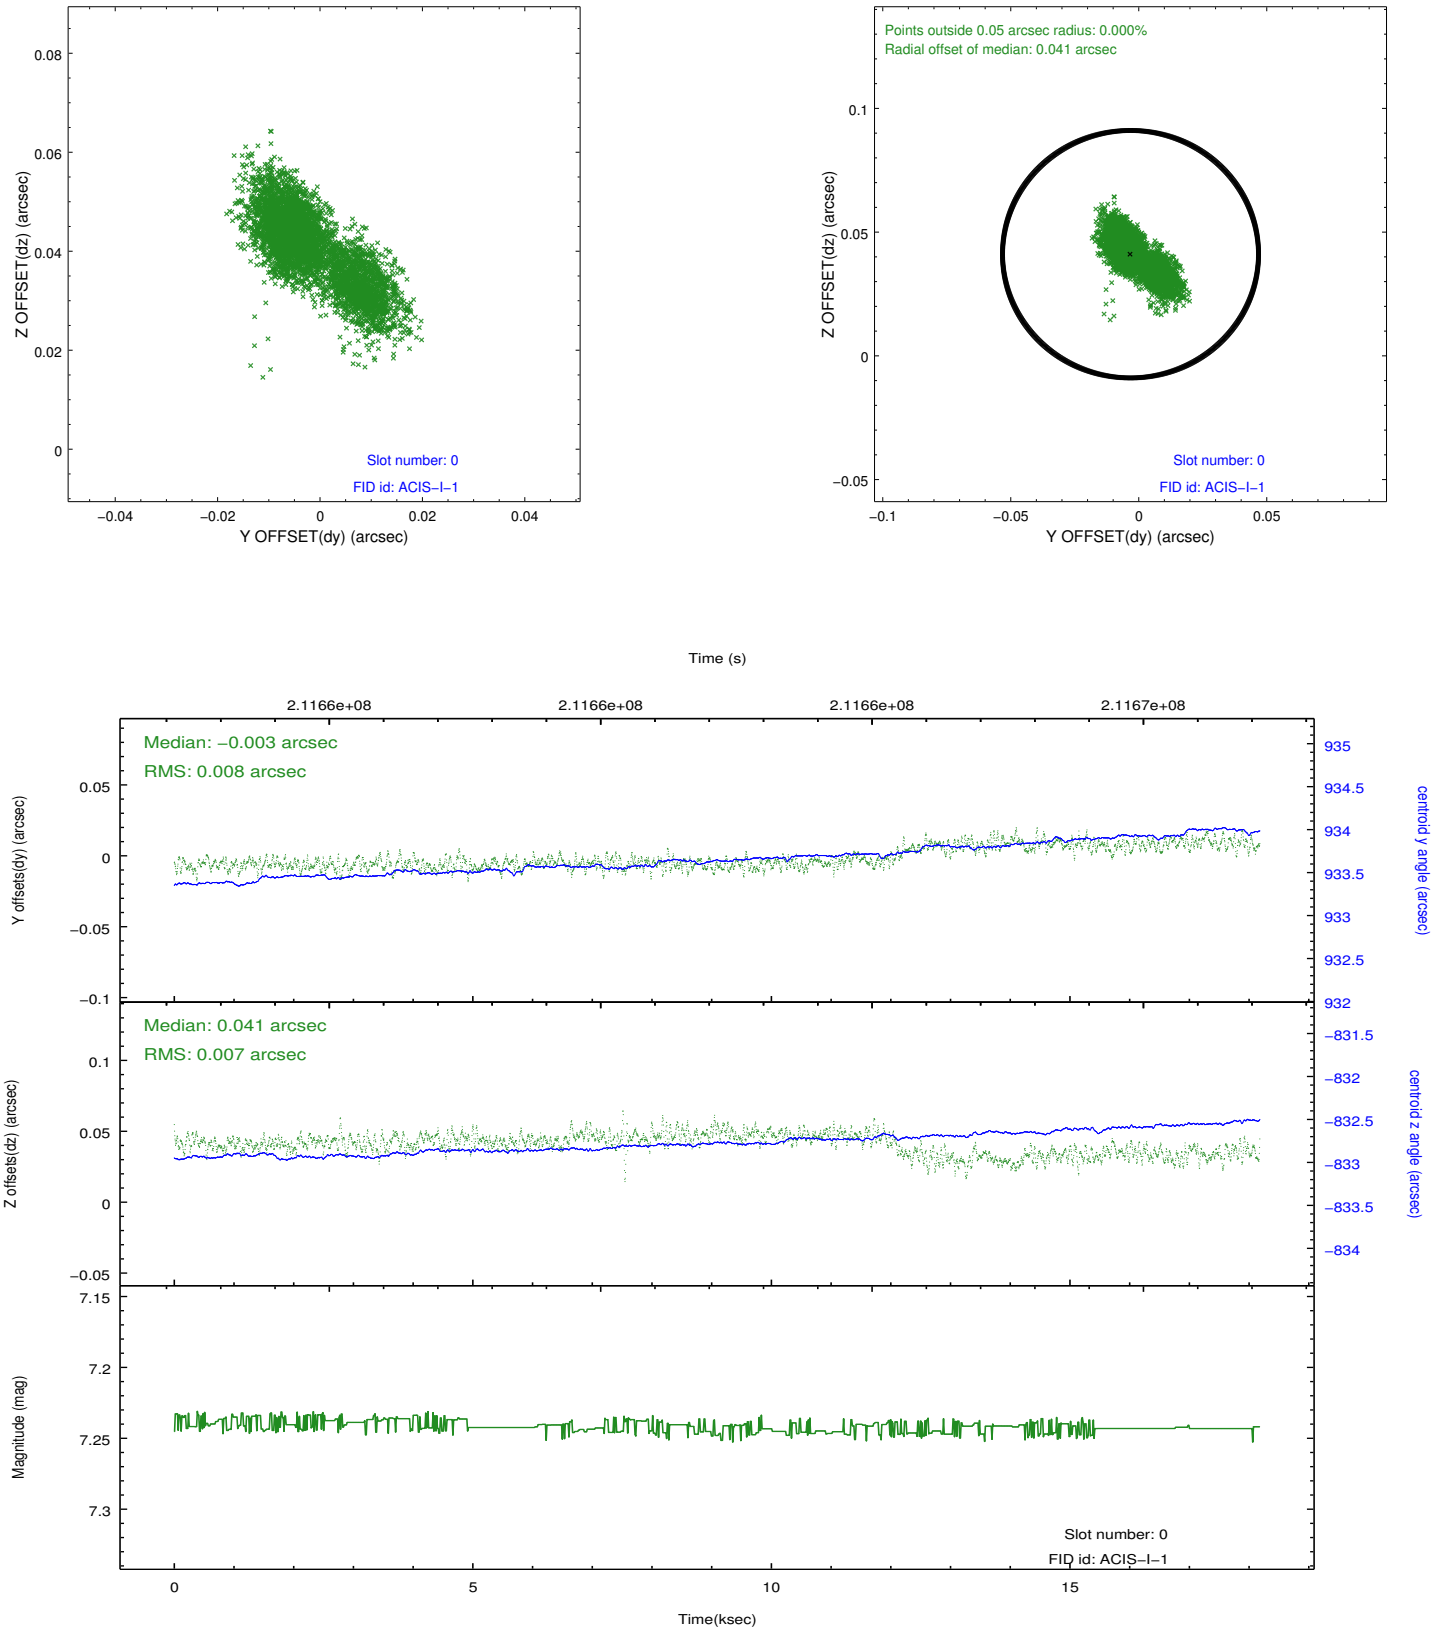 0.08
0.06
0.04
0.02
0
−0.04
−0.02
0
0.02
0.04
Z OFFSET(dz) (arcsec)
Y OFFSET(dy) (arcsec)
Slot number: 0
FID id: ACIS−I−1
Points outside 0.05 arcsec radius: 0.000%
Radial offset of median: 0.041 arcsec
0.1
0.05
0
−0.05
−0.1
−0.05
0
0.05
Z OFFSET(dz) (arcsec)
Y OFFSET(dy) (arcsec)
Slot number: 0
FID id: ACIS−I−1
Time (s)
2.1166e+08
2.1166e+08
2.1166e+08
2.1167e+08
Median: −0.003 arcsec
RMS: 0.008 arcsec
0.05
0
−0.05
−0.1
Y offsets(dy) (arcsec)
935
934.5
934
933.5
933
932.5
932
centroid y angle (arcsec)
Median: 0.041 arcsec
RMS: 0.007 arcsec
0.1
0.05
0
−0.05
Z offsets(dz) (arcsec)
−831.5
−832
−832.5
−833
−833.5
−834
centroid z angle (arcsec)
7.15
7.2
7.25
7.3
Magnitude (mag)
Slot number: 0
FID id: ACIS−I−1
0
5
10
15
Time(ksec)